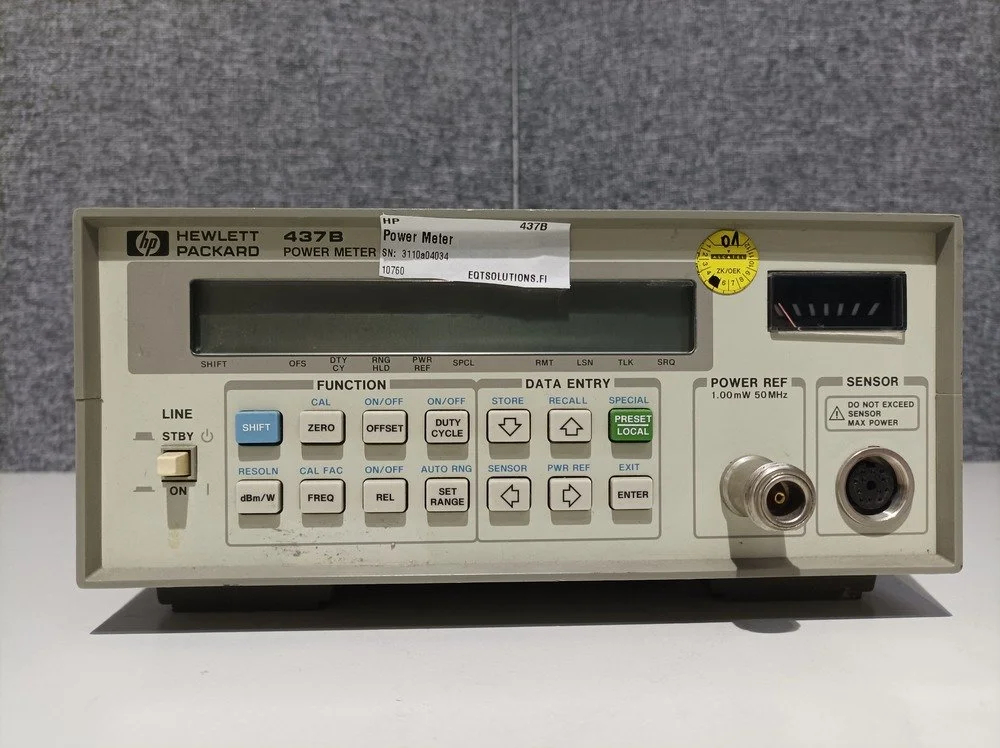 HP 437B
Power Meter
SN: 3110a04034
10760 EQTSOLUTIONS.FI
hp HEWLETT PACKARD
437B
POWER METER
04
ALCATEL
ZK/OEK
SHIFT OFS DTY CY RNG HLD PWR REF SPCL RMT LSN TLK SRQ
LINE
STBY
ON
FUNCTION
CAL ON/OFF ON/OFF
SHIFT ZERO OFFSET DUTY CYCLE
RESOLN CAL FAC ON/OFF AUTO RNG
dBm/W FREQ REL SET RANGE
DATA ENTRY
STORE RECALL SPECIAL
PRESET
LOCAL
SENSOR PWR REF EXIT
ENTER
POWER REF
1.00mW 50MHz
SENSOR
DO NOT EXCEED
SENSOR
MAX POWER